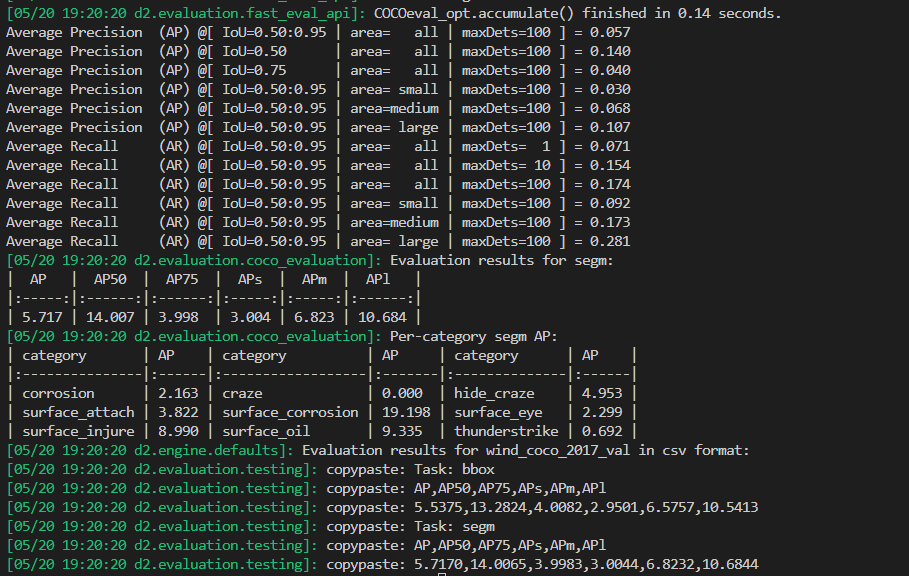 [05/20 19:20:20 d2.evaluation.fast_eval_api]: COCOeval_opt.accumulate() finished in 0.14 seconds.
Average Precision  (AP) @[ IoU=0.50:0.95 | area=   all | maxDets=100 ] = 0.057
Average Precision  (AP) @[ IoU=0.50      | area=   all | maxDets=100 ] = 0.140
Average Precision  (AP) @[ IoU=0.75      | area=   all | maxDets=100 ] = 0.040
Average Precision  (AP) @[ IoU=0.50:0.95 | area= small | maxDets=100 ] = 0.030
Average Precision  (AP) @[ IoU=0.50:0.95 | area=medium | maxDets=100 ] = 0.068
Average Precision  (AP) @[ IoU=0.50:0.95 | area= large | maxDets=100 ] = 0.107
Average Recall     (AR) @[ IoU=0.50:0.95 | area=   all | maxDets=  1 ] = 0.071
Average Recall     (AR) @[ IoU=0.50:0.95 | area=   all | maxDets= 10 ] = 0.154
Average Recall     (AR) @[ IoU=0.50:0.95 | area=   all | maxDets=100 ] = 0.174
Average Recall     (AR) @[ IoU=0.50:0.95 | area= small | maxDets=100 ] = 0.092
Average Recall     (AR) @[ IoU=0.50:0.95 | area=medium | maxDets=100 ] = 0.173
Average Recall     (AR) @[ IoU=0.50:0.95 | area= large | maxDets=100 ] = 0.281
[05/20 19:20:20 d2.evaluation.coco_evaluation]: Evaluation results for segm:
|  AP   |  AP50  |  AP75  |  APs  |  APm  |  APl   |
|:-----:|:------:|:------:|:-----:|:-----:|:------:|
| 5.717 | 14.007 | 3.998  | 3.004 | 6.823 | 10.684 |
[05/20 19:20:20 d2.evaluation.coco_evaluation]: Per-category segm AP:
| category       | AP    | category          | AP     | category     | AP    |
|:---------------|:------|:------------------|:-------|:-------------|:------|
| corrosion      | 2.163 | craze             | 0.000  | hide_craze   | 4.953 |
| surface_attach | 3.822 | surface_corrosion | 19.198 | surface_eye  | 2.299 |
| surface_injure | 8.990 | surface_oil       | 9.335  | thunderstrike | 0.692 |
[05/20 19:20:20 d2.engine.defaults]: Evaluation results for wind_coco_2017_val in csv format:
[05/20 19:20:20 d2.evaluation.testing]: copypaste: Task: bbox
[05/20 19:20:20 d2.evaluation.testing]: copypaste: AP,AP50,AP75,APs,APm,APl
[05/20 19:20:20 d2.evaluation.testing]: copypaste: 5.5375,13.2824,4.0082,2.9501,6.5757,10.5413
[05/20 19:20:20 d2.evaluation.testing]: copypaste: Task: segm
[05/20 19:20:20 d2.evaluation.testing]: copypaste: AP,AP50,AP75,APs,APm,APl
[05/20 19:20:20 d2.evaluation.testing]: copypaste: 5.7170,14.0065,3.9983,3.0044,6.8232,10.6844